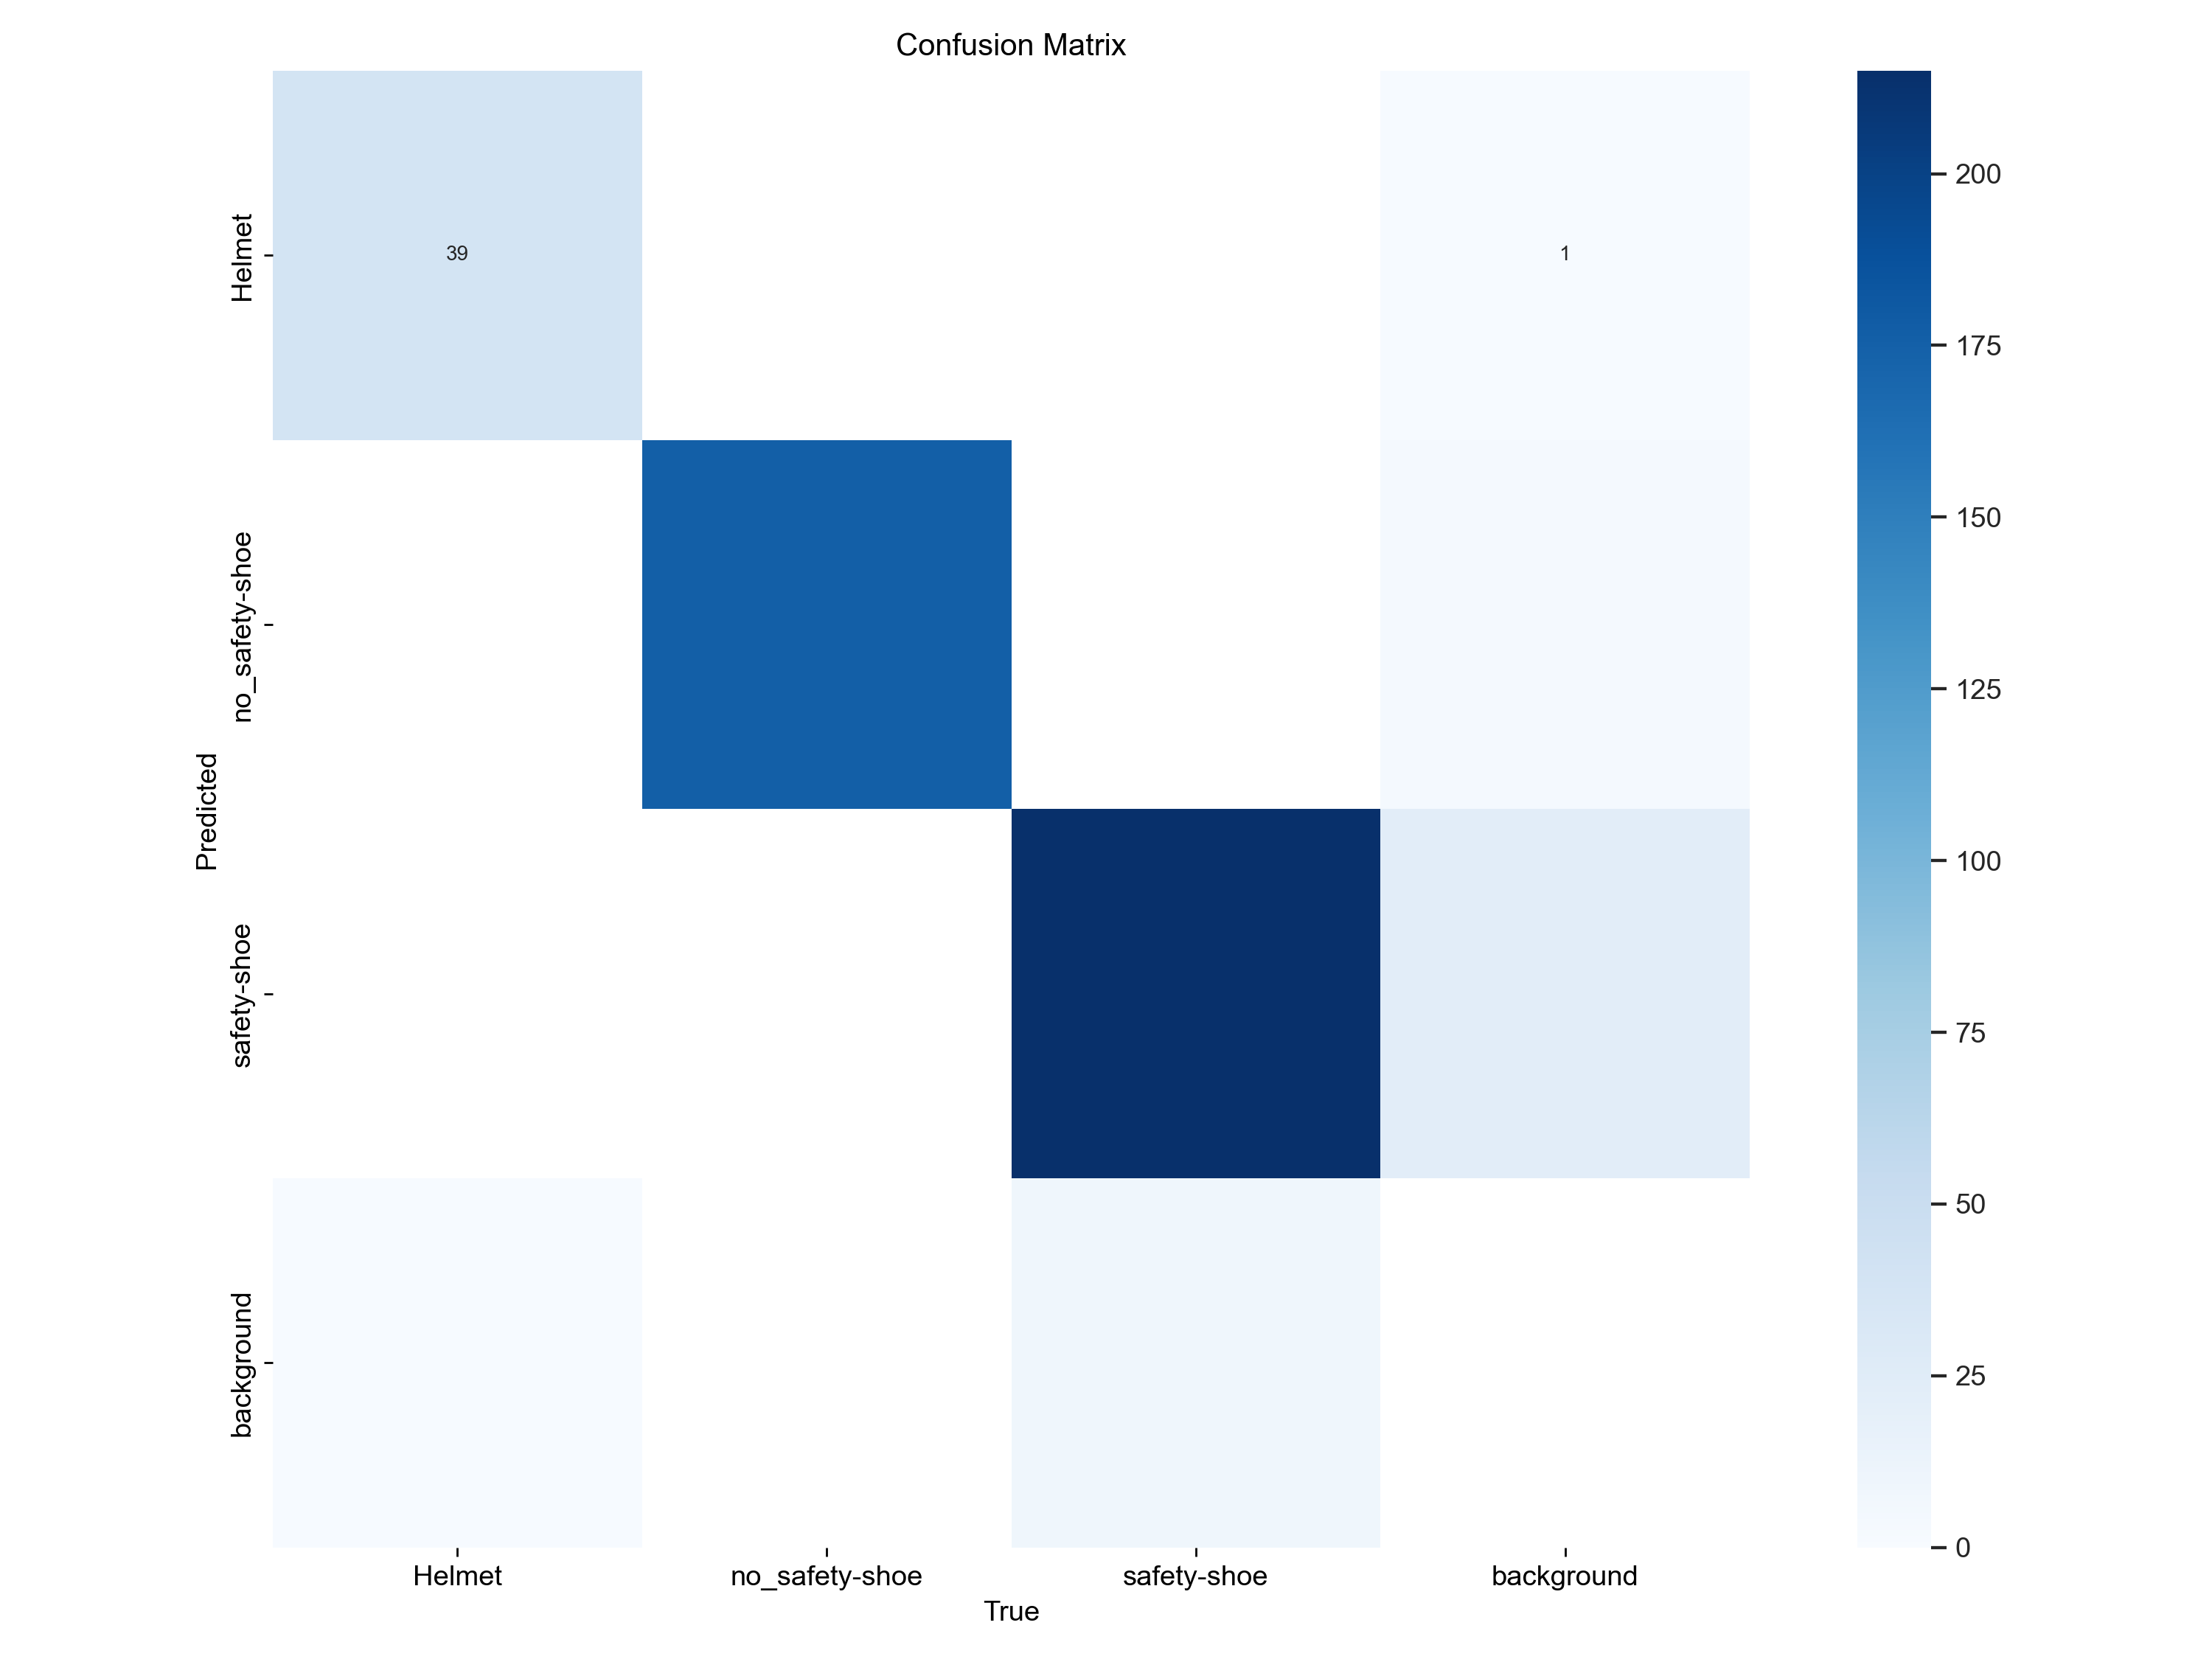 Confusion Matrix
Helmet
39
1
no_safety-shoe
safety-shoe
background
Predicted
Helmet
no_safety-shoe
safety-shoe
background
True
200
175
150
125
100
75
50
25
0